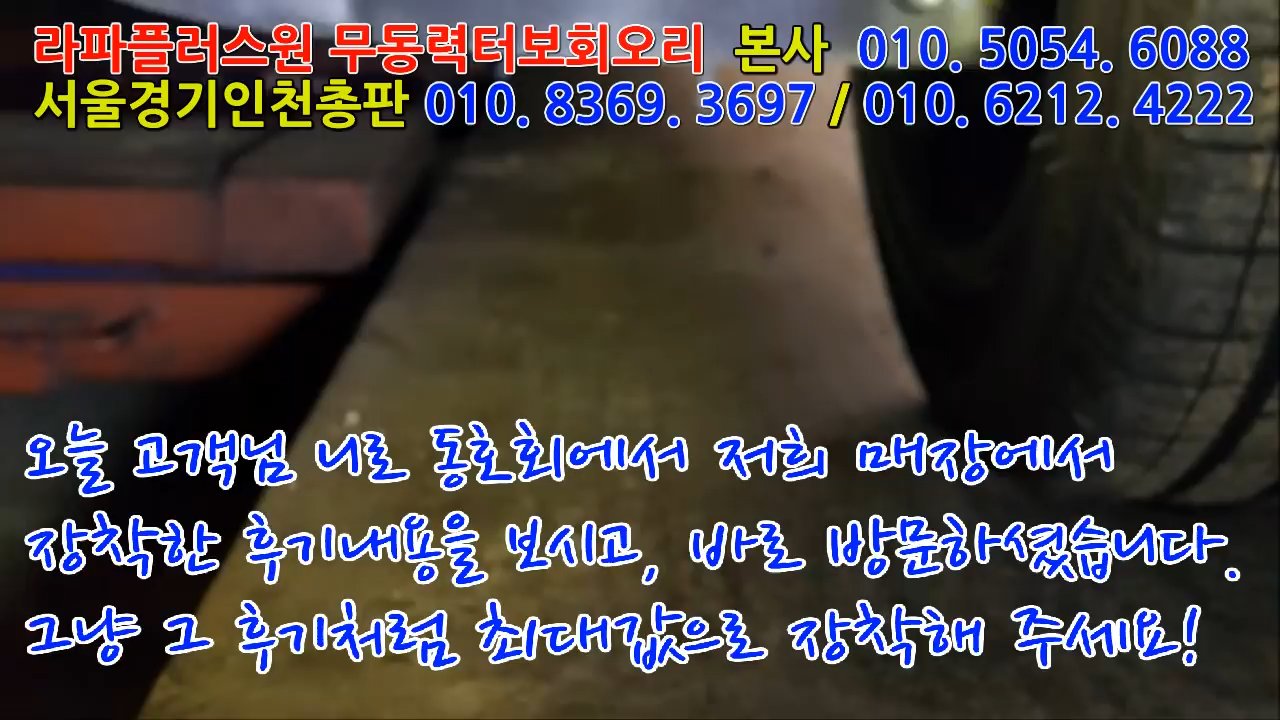 라파플러스원 무동력터보회오리 본사 010. 5054. 6088
서울경기인천총판 010. 8369. 3697 / 010. 6212. 4222
오늘 고객님 니로 동호회에서 저희 매장에서
장착한 후기내용을 보시고, 바로 방문하셨습니다.
그냥 그 후기처럼 최대값으로 장착해 주세요!